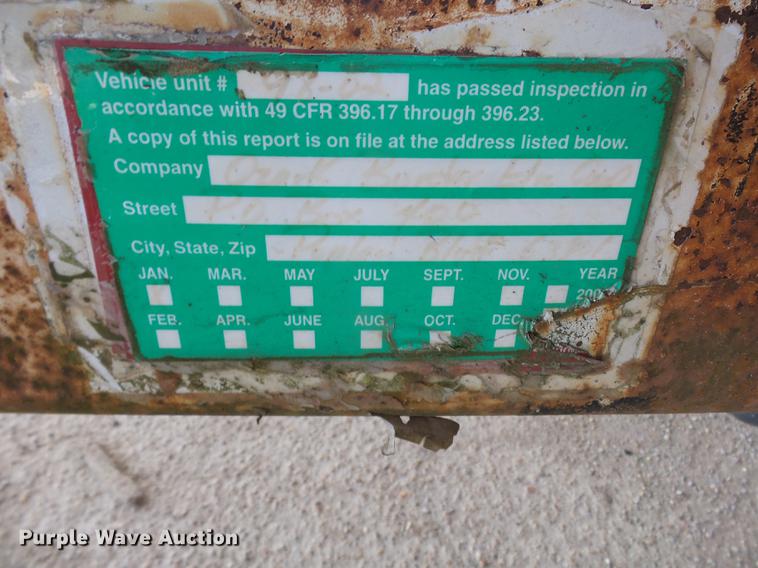 Vehicle unit # has passed inspection in
accordance with 49 CFR 396.17 through 396.23.
A copy of this report is on file at the address listed below.
Company
Street
City, State, Zip
JAN. MAR. MAY JULY SEPT. NOV. YEAR
FEB. APR. JUNE AUG. OCT. DEC.
Purple Wave Auction